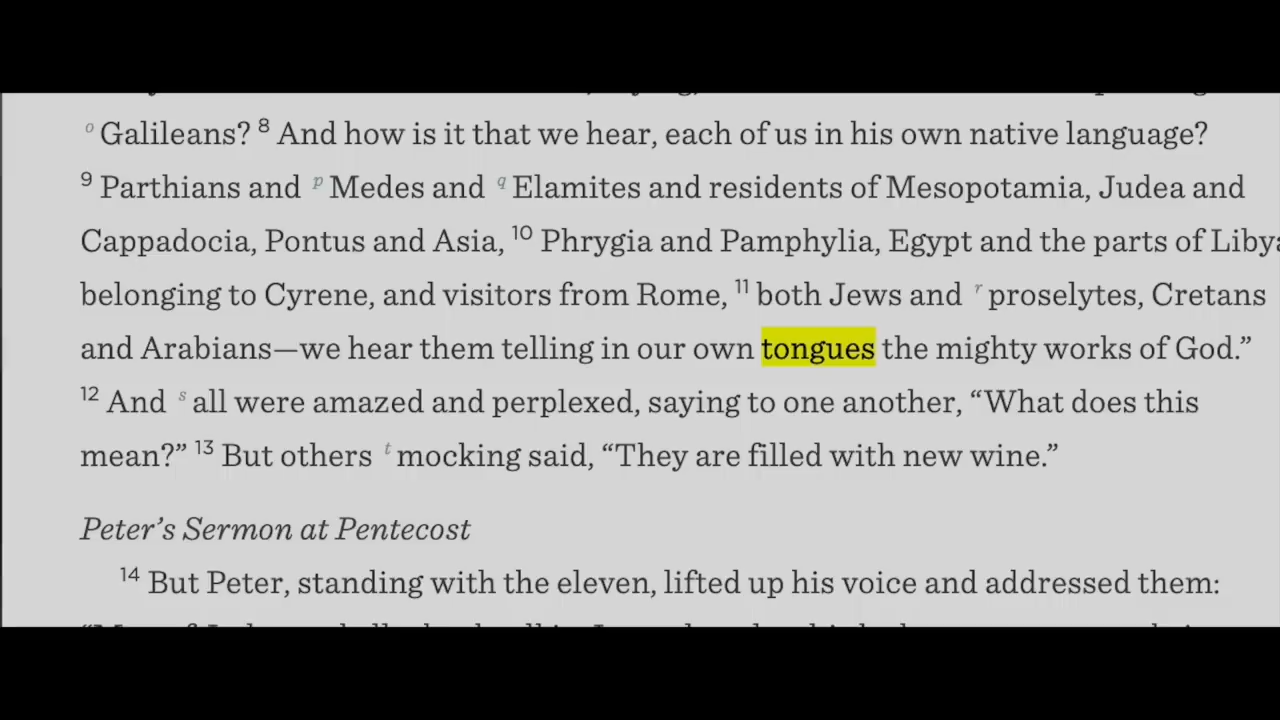 o Galileans? 8 And how is it that we hear, each of us in his own native language?
9 Parthians and p Medes and q Elamites and residents of Mesopotamia, Judea and
Cappadocia, Pontus and Asia, 10 Phrygia and Pamphylia, Egypt and the parts of Libya
belonging to Cyrene, and visitors from Rome, 11 both Jews and r proselytes, Cretans
and Arabians—we hear them telling in our own tongues the mighty works of God.”
12 And s all were amazed and perplexed, saying to one another, “What does this
mean?” 13 But others t mocking said, “They are filled with new wine.”
Peter’s Sermon at Pentecost
14 But Peter, standing with the eleven, lifted up his voice and addressed them: